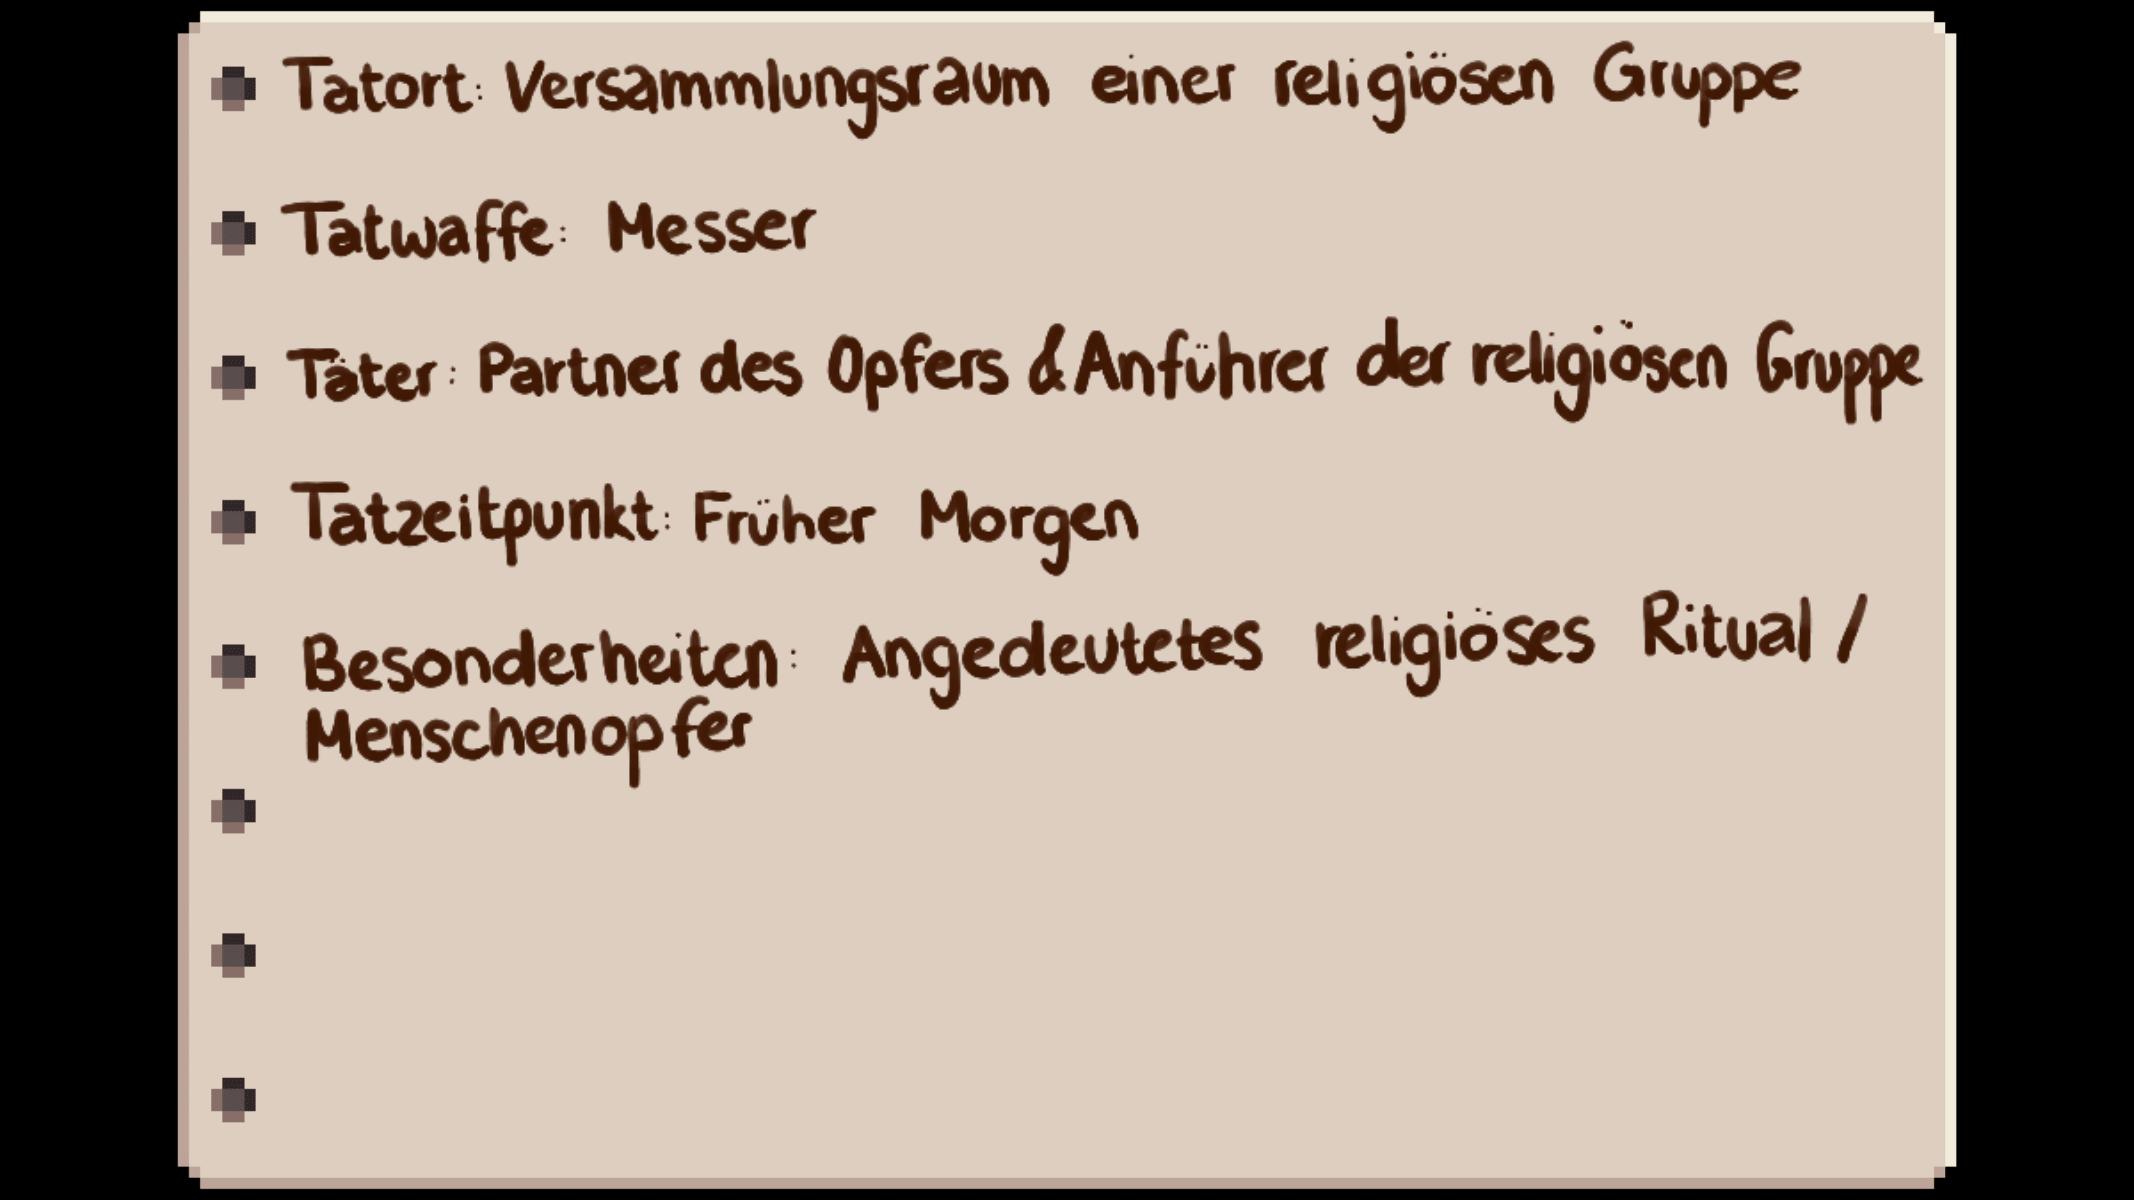 Tatort: Versammlungsraum einer religiösen Gruppe
Tatwaffe: Messer
Täter: Partner des Opfers & Anführer der religiösen Gruppe
Tatzeitpunkt: Früher Morgen
Besonderheiten: Angedeutetes religiöses Ritual /
Menschenopfer